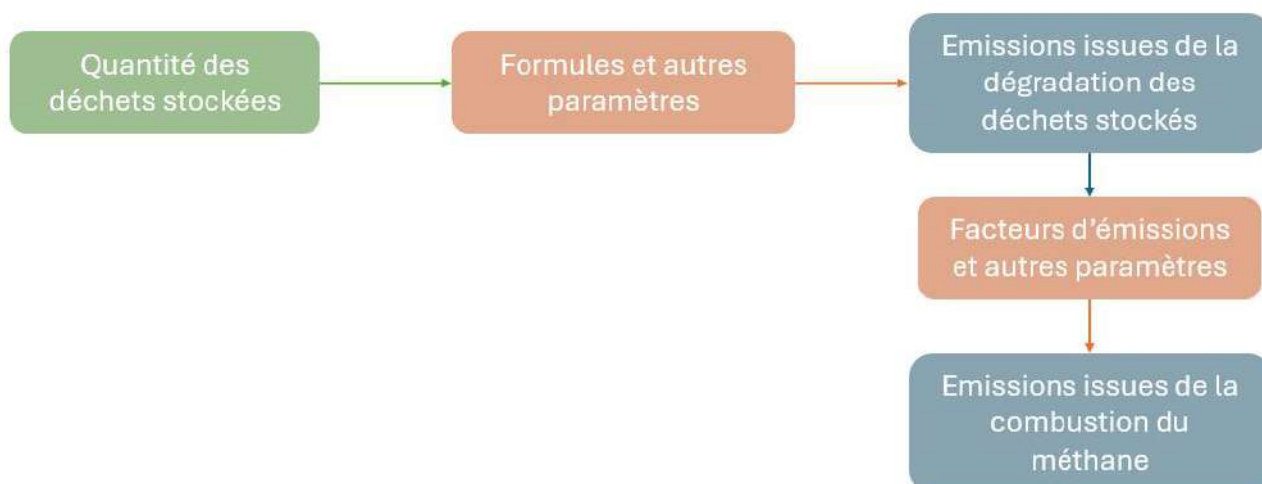 Quantité des
déchets stockées
Formules et autres
paramètres
Emissions issues de la
dégradation des
déchets stockés
Facteurs d'émissions
et autres paramètres
Emissions issues de la
combustion du
méthane